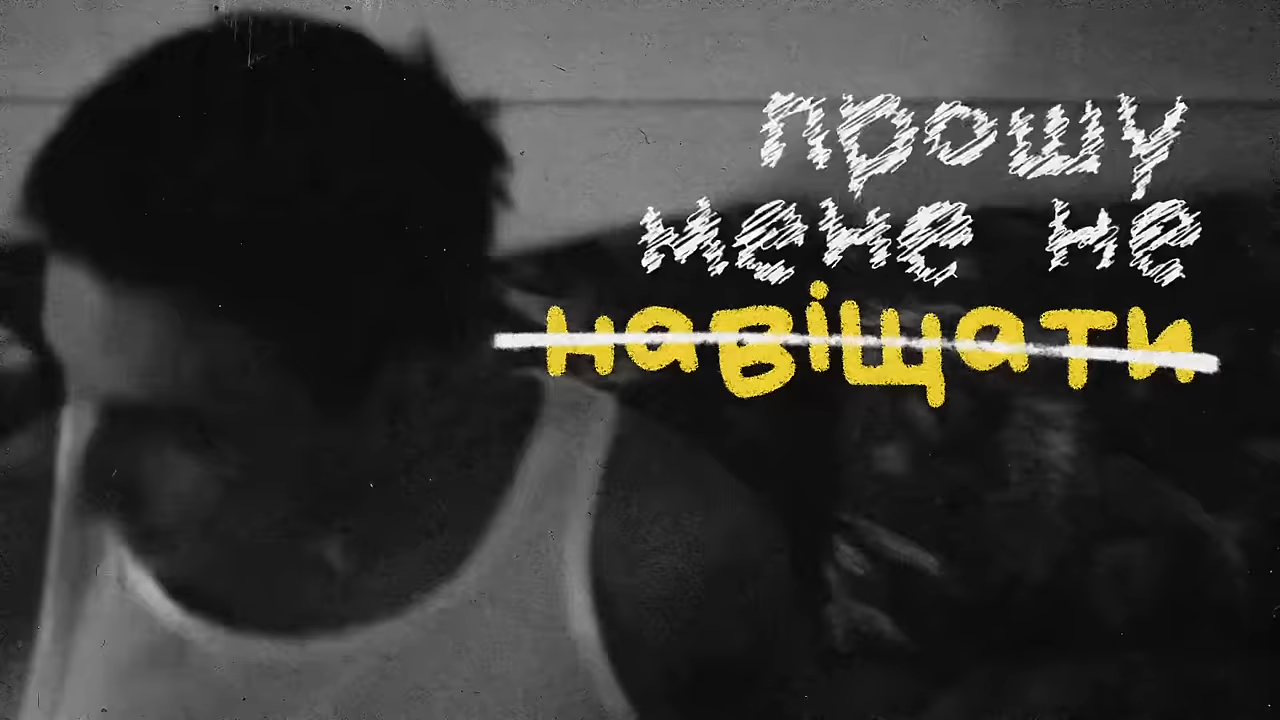 прошу
мене не
навіщати